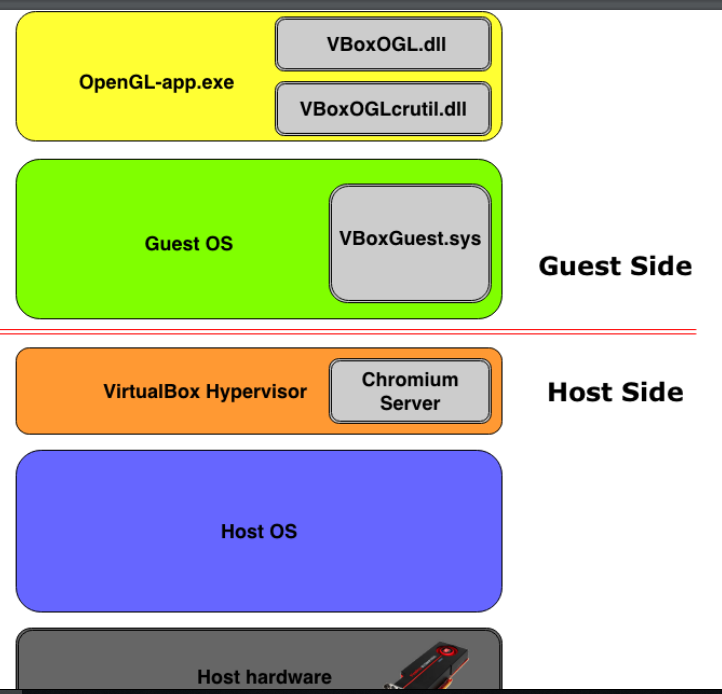 VBoxOGL.dll
OpenGL-app.exe
VBoxOGLcrutil.dll
Guest OS
VBoxGuest.sys
Guest Side
VirtualBox Hypervisor
Chromium
Server
Host Side
Host OS
Host hardware